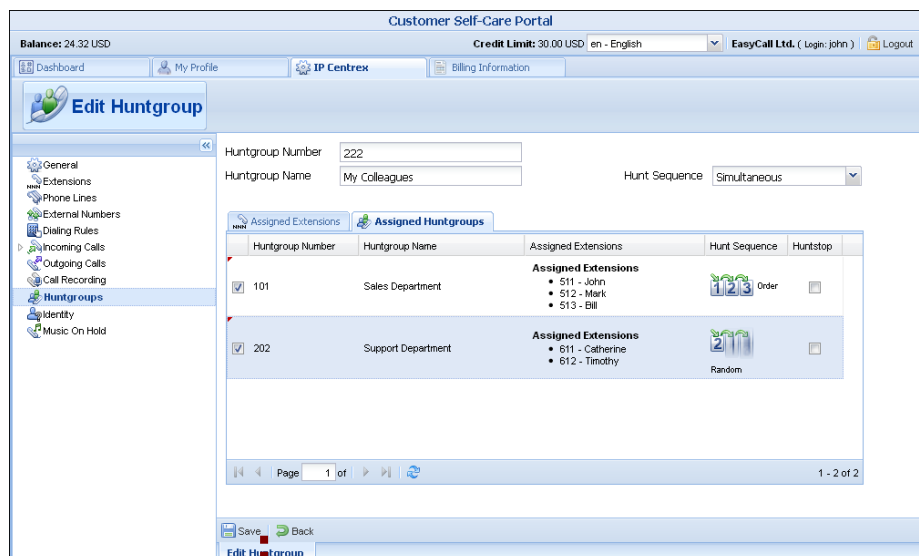 Customer Self-Care Portal
Balance: 24.32 USD Credit Limit: 30.00 USD en - English EasyCall Ltd. ( Login: john ) Logout
Dashboard My Profile IP Centrex Billing Information
Edit Huntgroup
General
Extensions
Phone Lines
External Numbers
Dialing Rules
Incoming Calls
Outgoing Calls
Call Recording
Huntgroups
Identity
Music On Hold
Huntgroup Number 222
Huntgroup Name My Colleagues Hunt Sequence Simultaneous
Assigned Extensions Assigned Huntgroups
Huntgroup Number Huntgroup Name Assigned Extensions Hunt Sequence Huntstop
101 Sales Department Assigned Extensions
• 511 - John
• 512 - Mark
• 513 - Bill
1 2 3 Order
202 Support Department Assigned Extensions
• 611 - Catherine
• 612 - Timothy
2
Random
Page 1 of 1 - 2 of 2
Save Back
Edit Huntgroup